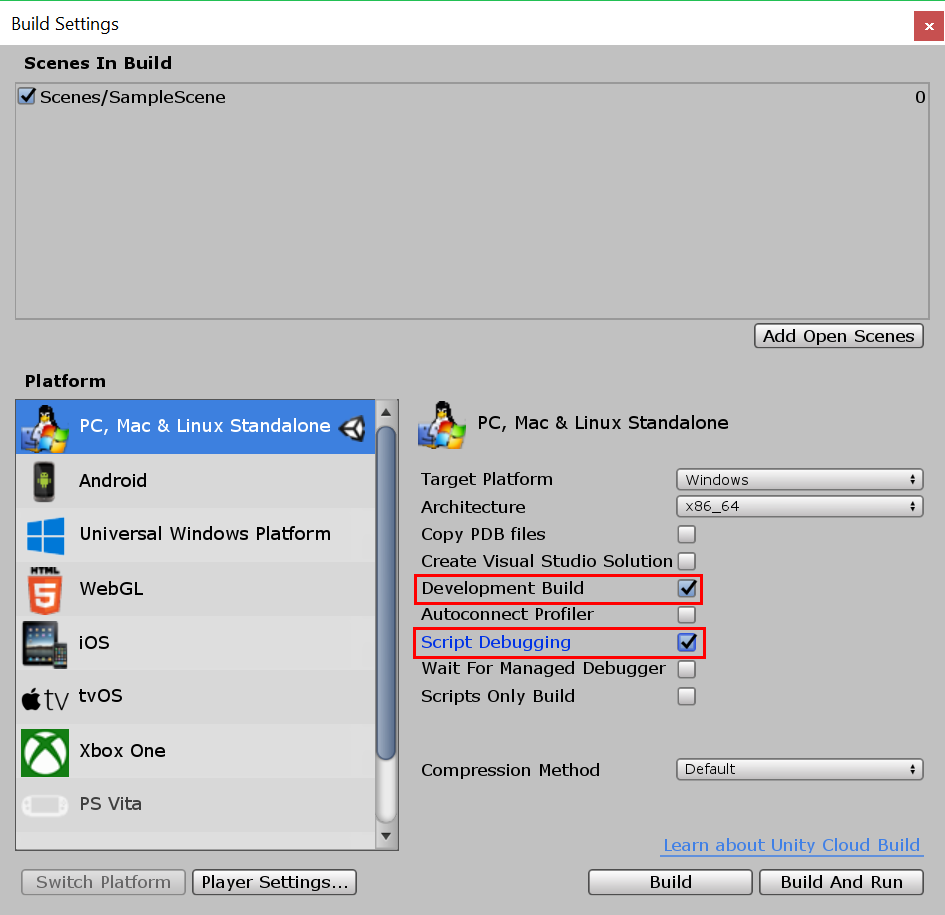 Build Settings
Scenes In Build
Scenes/SampleScene 0
Add Open Scenes
Platform
PC, Mac & Linux Standalone
Android
Universal Windows Platform
HTML
5
WebGL
iOS
tv
tvOS
Xbox One
PS Vita
PC, Mac & Linux Standalone
Target Platform Windows
Architecture x86_64
Copy PDB files
Create Visual Studio Solution
Development Build
Autoconnect Profiler
Script Debugging
Wait For Managed Debugger
Scripts Only Build
Compression Method Default
Learn about Unity Cloud Build
Switch Platform Player Settings... Build Build And Run